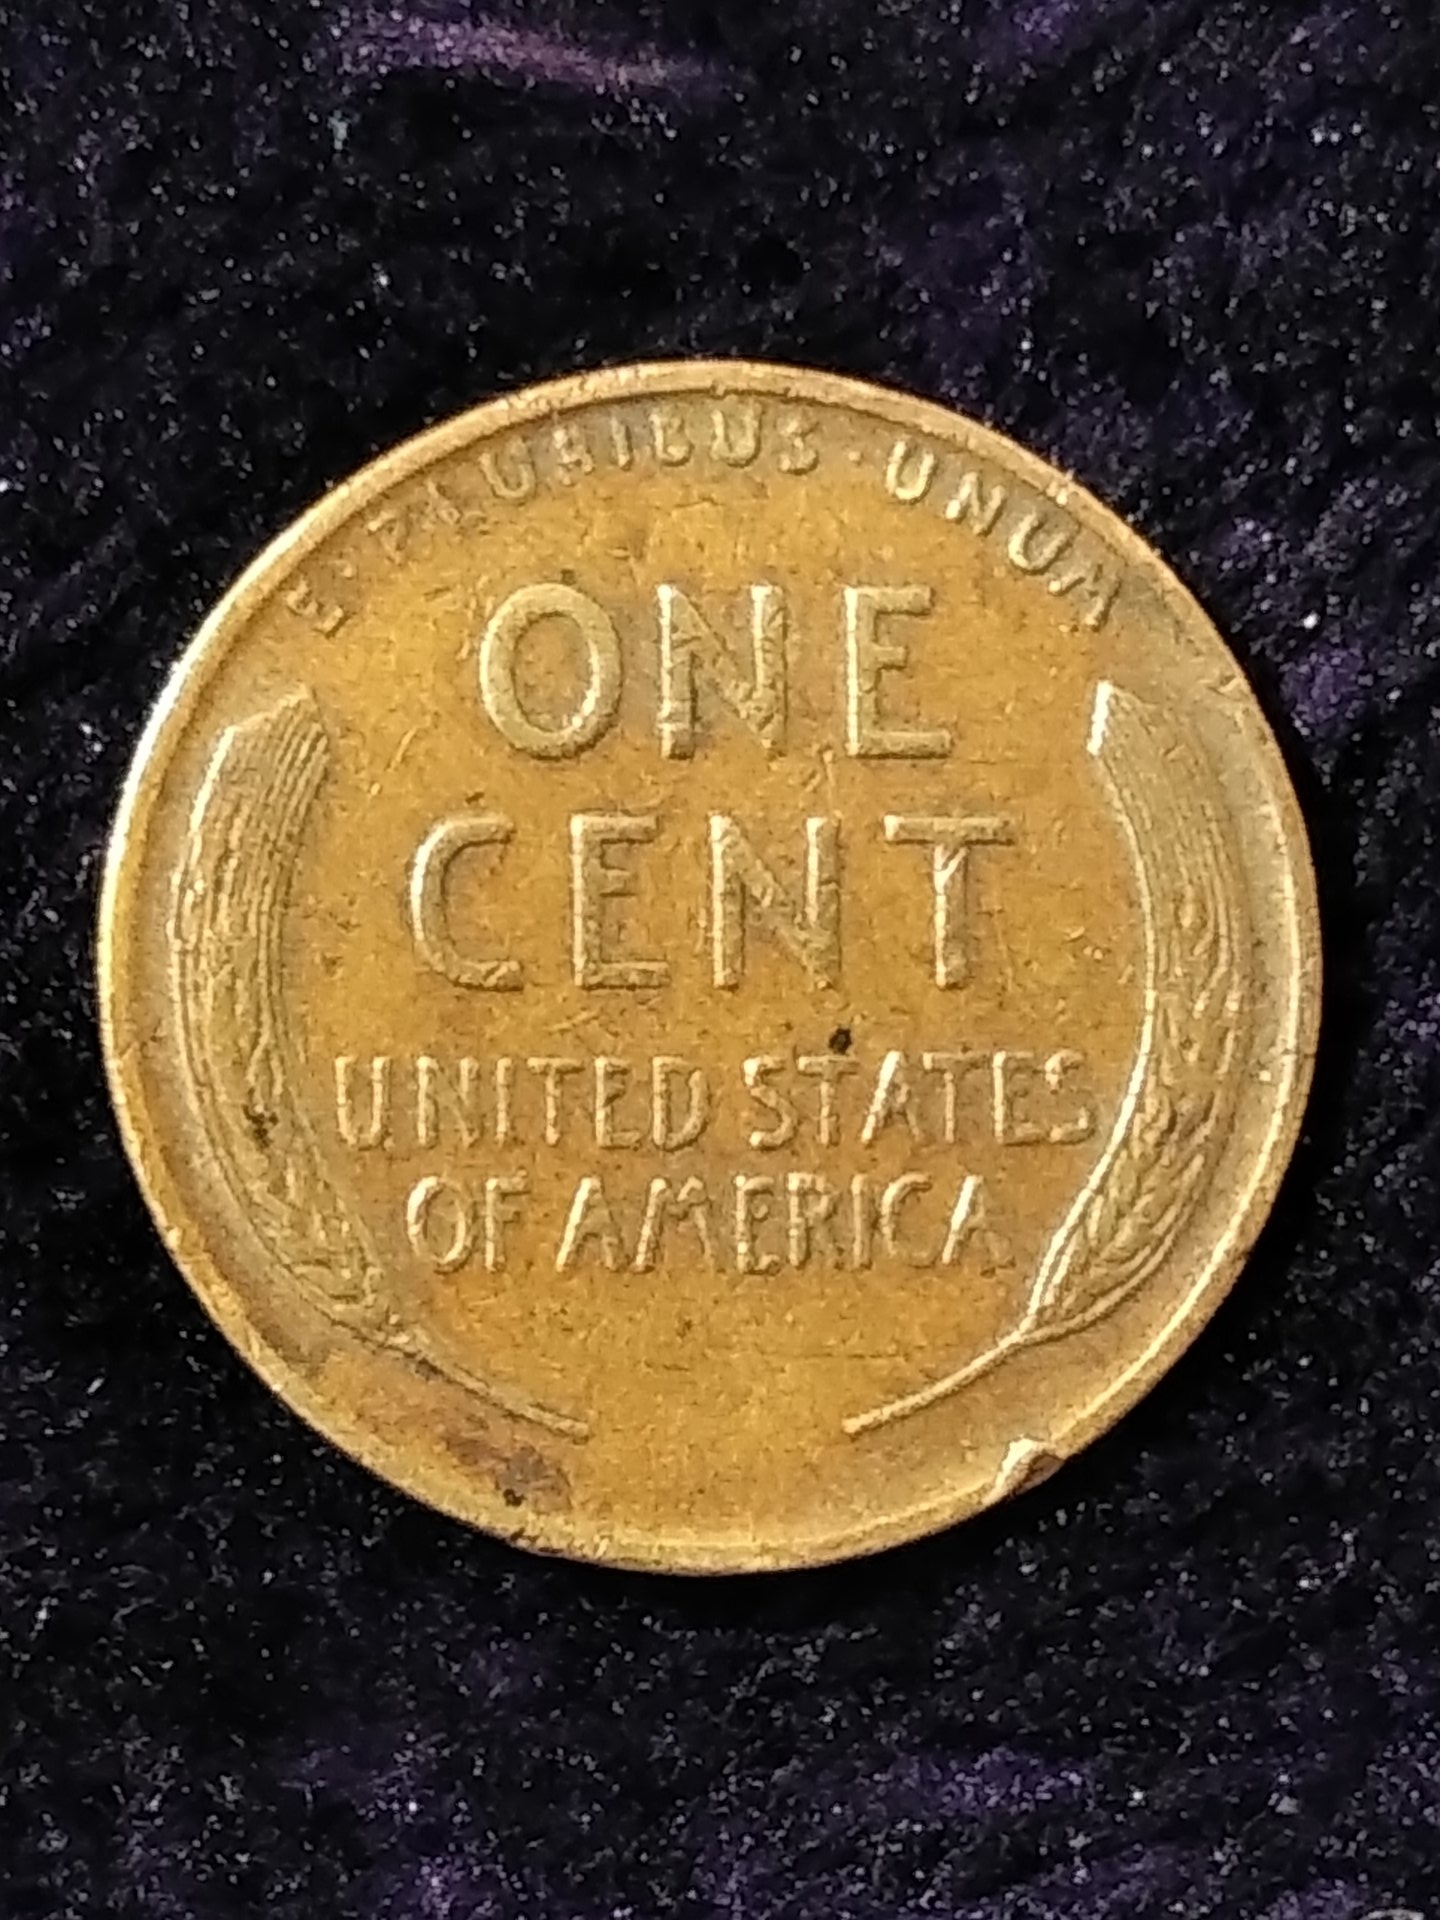 E · PLURIBUS · UNUM
ONE
CENT
UNITED STATES
OF AMERICA